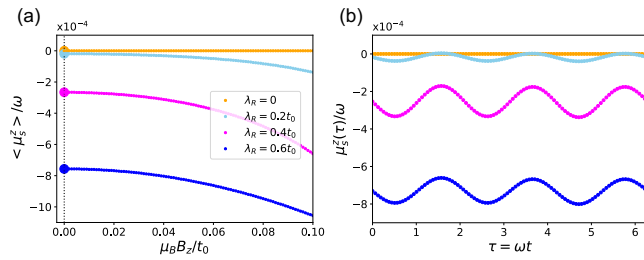 (a)
×10⁻⁴
0
−2
−4
−6
−8
−10
<μₛᶻ>/ω
λ_R = 0
λ_R = 0.2t₀
λ_R = 0.4t₀
λ_R = 0.6t₀
0.00 0.02 0.04 0.06 0.08 0.10
μ_B B_z/t₀
(b)
×10⁻⁴
0
−2
−4
−6
−8
μₛᶻ(τ)/ω
0 1 2 3 4 5 6
τ = ωt